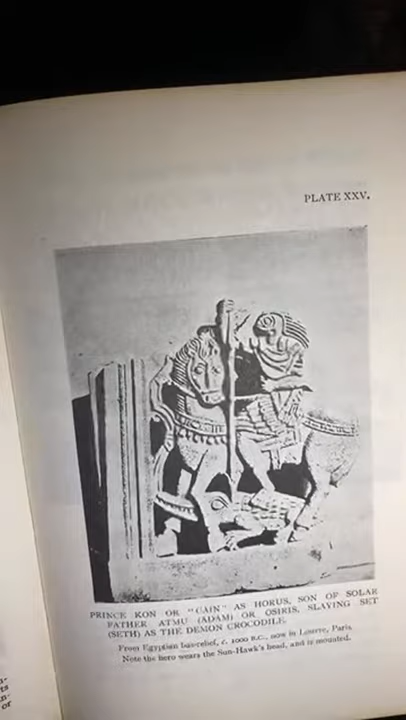 PLATE XXV.
PRINCE KON OR "CAIN" AS HORUS, SON OF SOLAR
FATHER ATMU (ADAM) OR OSIRIS, SLAYING SET
(SETH) AS THE DEMON CROCODILE.
From Egyptian bas-relief, c. 1000 B.C., now in Louvre, Paris.
Note the hero wears the Sun-Hawk's head, and is mounted.
or